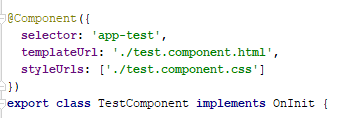 @Component({
  selector: 'app-test',
  templateUrl: './test.component.html',
  styleUrls: ['./test.component.css']
})
export class TestComponent implements OnInit {